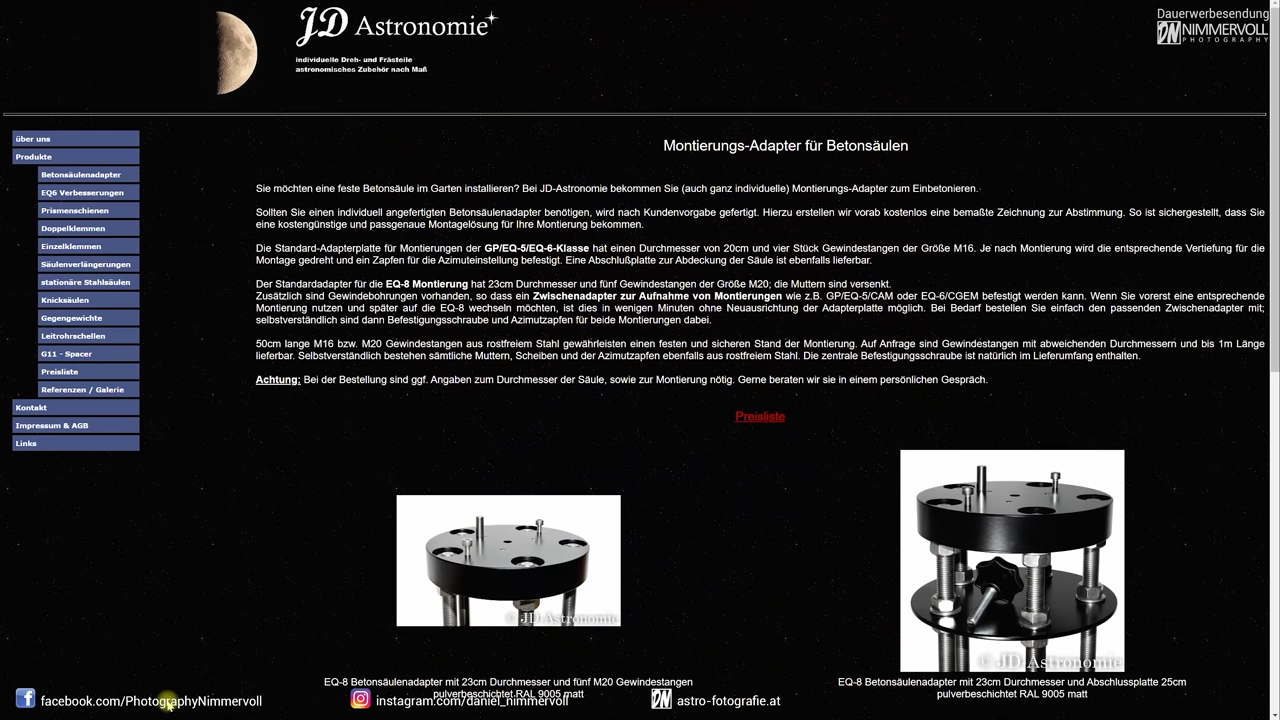 JD Astronomie
individuelle Dreh- und Frästeile
astronomisches Zubehör nach Maß
Dauerwerbesendung
DN NIMMERVOLL
PHOTOGRAPHY
über uns
Produkte
Betonsäulenadapter
EQ6 Verbesserungen
Prismenschienen
Doppelklemmen
Einzelklemmen
Säulenverlängerungen
stationäre Stahlsäulen
Knicksäulen
Gegengewichte
Leitrohrschellen
G11 - Spacer
Preisliste
Referenzen / Galerie
Kontakt
Impressum & AGB
Links
Montierungs-Adapter für Betonsäulen
Sie möchten eine feste Betonsäule im Garten installieren? Bei JD-Astronomie bekommen Sie (auch ganz individuelle) Montierungs-Adapter zum Einbetonieren.
Sollten Sie einen individuell angefertigten Betonsäulenadapter benötigen, wird nach Kundenvorgabe gefertigt. Hierzu erstellen wir vorab kostenlos eine bemaßte Zeichnung zur Abstimmung. So ist sichergestellt, dass Sie
eine kostengünstige und passgenaue Montagelösung für Ihre Montierung bekommen.
Die Standard-Adapterplatte für Montierungen der GP/EQ-5/EQ-6-Klasse hat einen Durchmesser von 20cm und vier Stück Gewindestangen der Größe M16. Je nach Montierung wird die entsprechende Vertiefung für die
Montage gedreht und ein Zapfen für die Azimuteinstellung befestigt. Eine Abschlußplatte zur Abdeckung der Säule ist ebenfalls lieferbar.
Der Standardadapter für die EQ-8 Montierung hat 23cm Durchmesser und fünf Gewindestangen der Größe M20; die Muttern sind versenkt.
Zusätzlich sind Gewindebohrungen vorhanden, so dass ein Zwischenadapter zur Aufnahme von Montierungen wie z.B. GP/EQ-5/CAM oder EQ-6/CGEM befestigt werden kann. Wenn Sie vorerst eine entsprechende
Montierung nutzen und später auf die EQ-8 wechseln möchten, ist dies in wenigen Minuten ohne Neuausrichtung der Adapterplatte möglich. Bei Bedarf bestellen Sie einfach den passenden Zwischenadapter mit;
selbstverständlich sind dann Befestigungsschraube und Azimutzapfen für beide Montierungen dabei.
50cm lange M16 bzw. M20 Gewindestangen aus rostfreiem Stahl gewährleisten einen festen und sicheren Stand der Montierung. Auf Anfrage sind Gewindestangen mit abweichenden Durchmessern und bis 1m Länge
lieferbar. Selbstverständlich bestehen sämtliche Muttern, Scheiben und der Azimutzapfen ebenfalls aus rostfreiem Stahl. Die zentrale Befestigungsschraube ist natürlich im Lieferumfang enthalten.
Achtung: Bei der Bestellung sind ggf. Angaben zum Durchmesser der Säule, sowie zur Montierung nötig. Gerne beraten wir sie in einem persönlichen Gespräch.
Preisliste
© JD Astronomie
© JD Astronomie
EQ-8 Betonsäulenadapter mit 23cm Durchmesser und fünf M20 Gewindestangen
pulverbeschichtet RAL 9005 matt
EQ-8 Betonsäulenadapter mit 23cm Durchmesser und Abschlussplatte 25cm
pulverbeschichtet RAL 9005 matt
facebook.com/PhotographyNimmervoll
instagram.com/daniel_nimmervoll
DN astro-fotografie.at